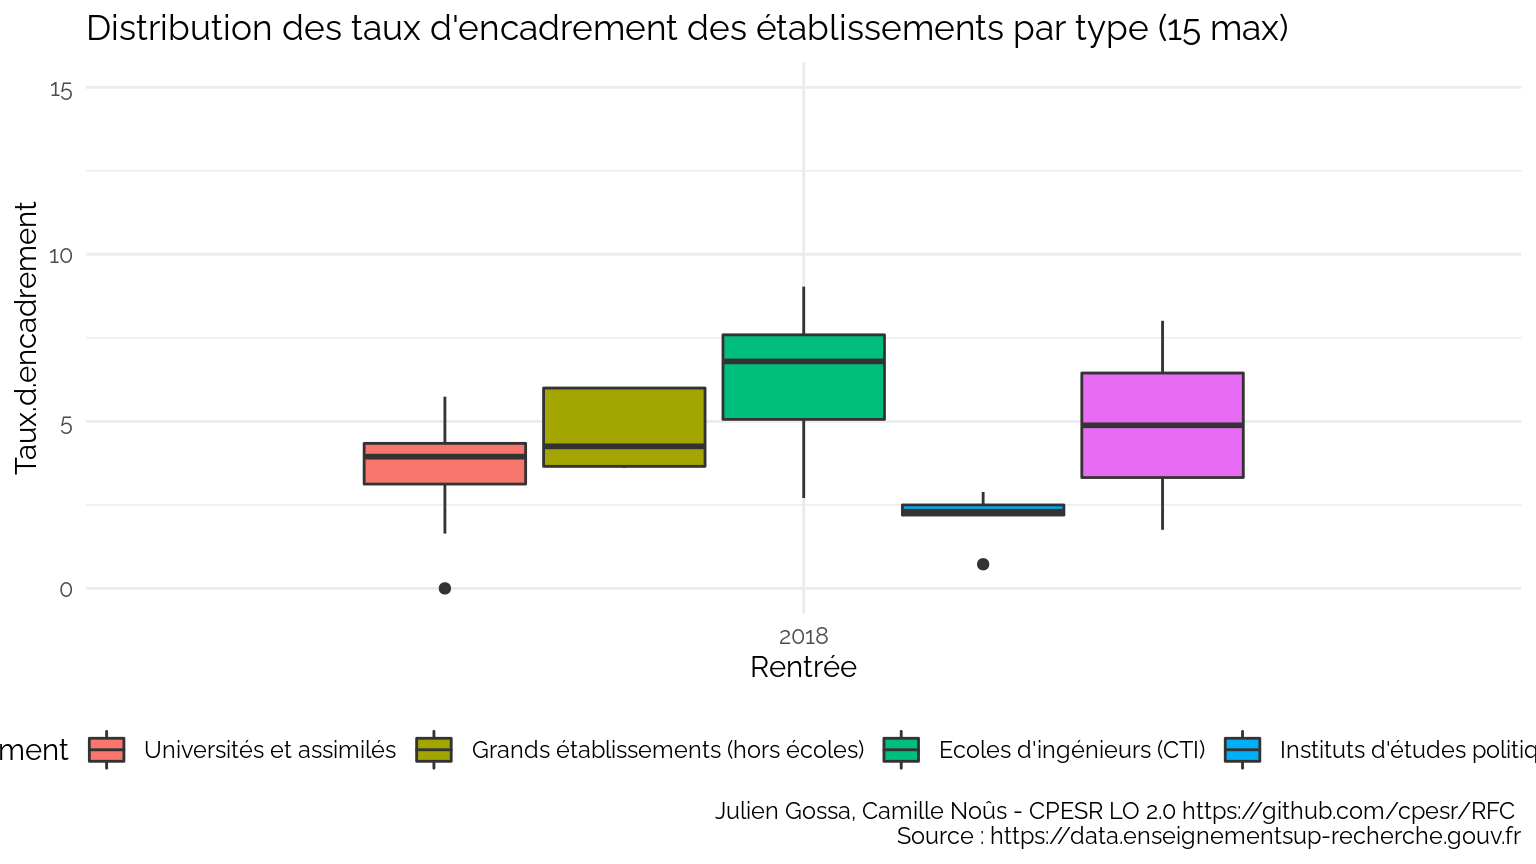 Distribution des taux d'encadrement des établissements par type (15 max)
15
10
5
0
Taux.d.encadrement
2018
Rentrée
ment Universités et assimilés Grands établissements (hors écoles) Ecoles d'ingénieurs (CTI) Instituts d'études politiq
Julien Gossa, Camille Noûs - CPESR LO 2.0 https://github.com/cpesr/RFC
Source : https://data.enseignementsup-recherche.gouv.fr